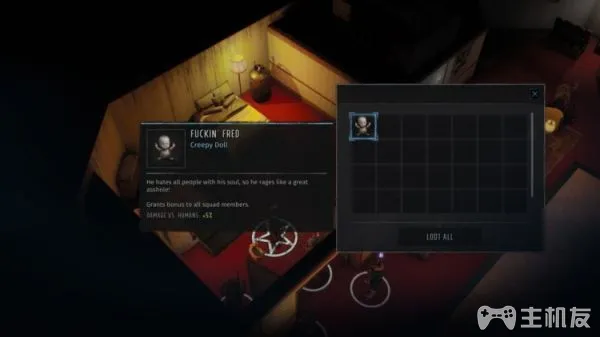 FUCKIN' FRED
Creepy Doll
He hates all people with his soul, so he rages like a great
asshole!
Grants bonus to all squad members.
DAMAGE VS. HUMANS: +5%
LOOT ALL
主机友